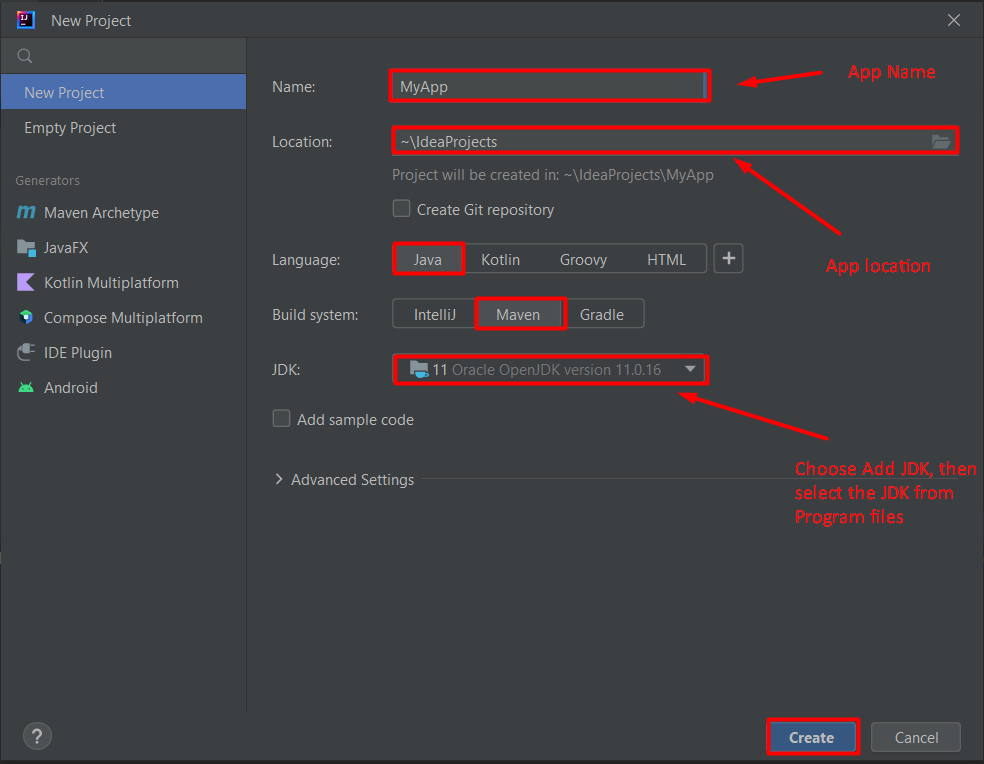 New Project
New Project
Empty Project
Generators
Maven Archetype
JavaFX
Kotlin Multiplatform
Compose Multiplatform
IDE Plugin
Android
Name: MyApp
App Name
Location: ~\IdeaProjects
Project will be created in: ~\IdeaProjects\MyApp
Create Git repository
App location
Language: Java Kotlin Groovy HTML +
Build system: IntelliJ Maven Gradle
JDK: 11 Oracle OpenJDK version 11.0.16
Add sample code
Choose Add JDK, then
select the JDK from
Program files
Advanced Settings
? Create Cancel